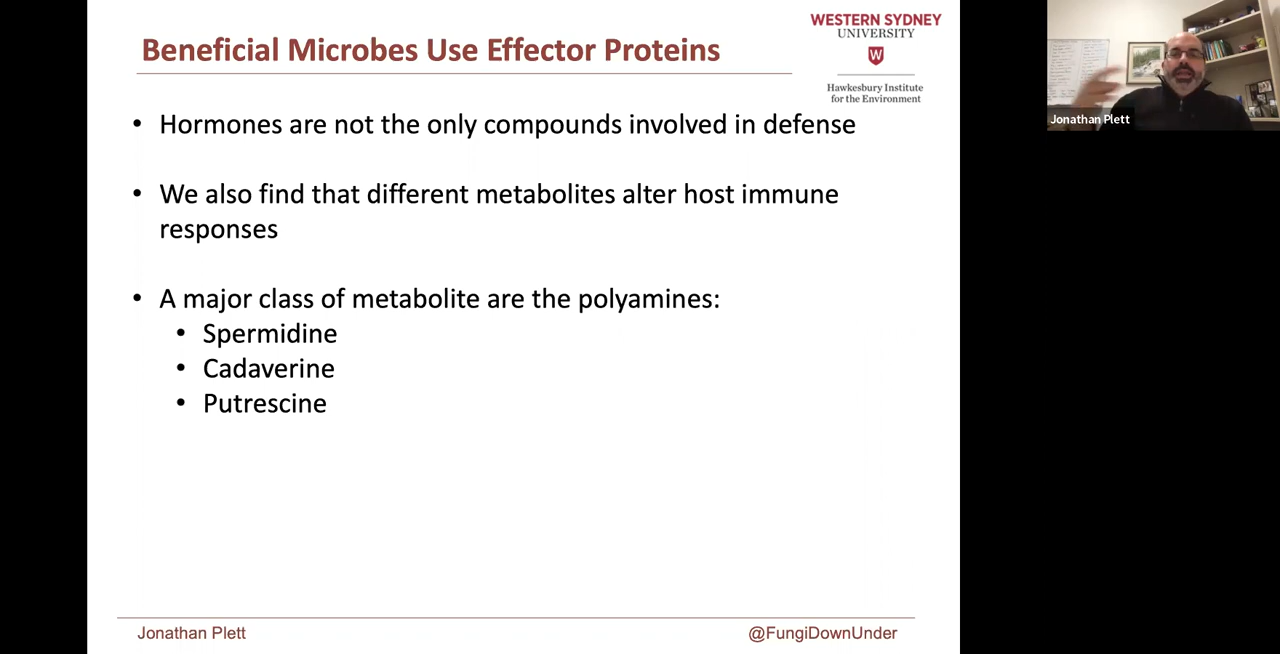 Beneficial Microbes Use Effector Proteins
WESTERN SYDNEY
UNIVERSITY
W
Hawkesbury Institute
for the Environment
• Hormones are not the only compounds involved in defense
• We also find that different metabolites alter host immune
responses
• A major class of metabolite are the polyamines:
• Spermidine
• Cadaverine
• Putrescine
Jonathan Plett
@FungiDownUnder
Jonathan Plett